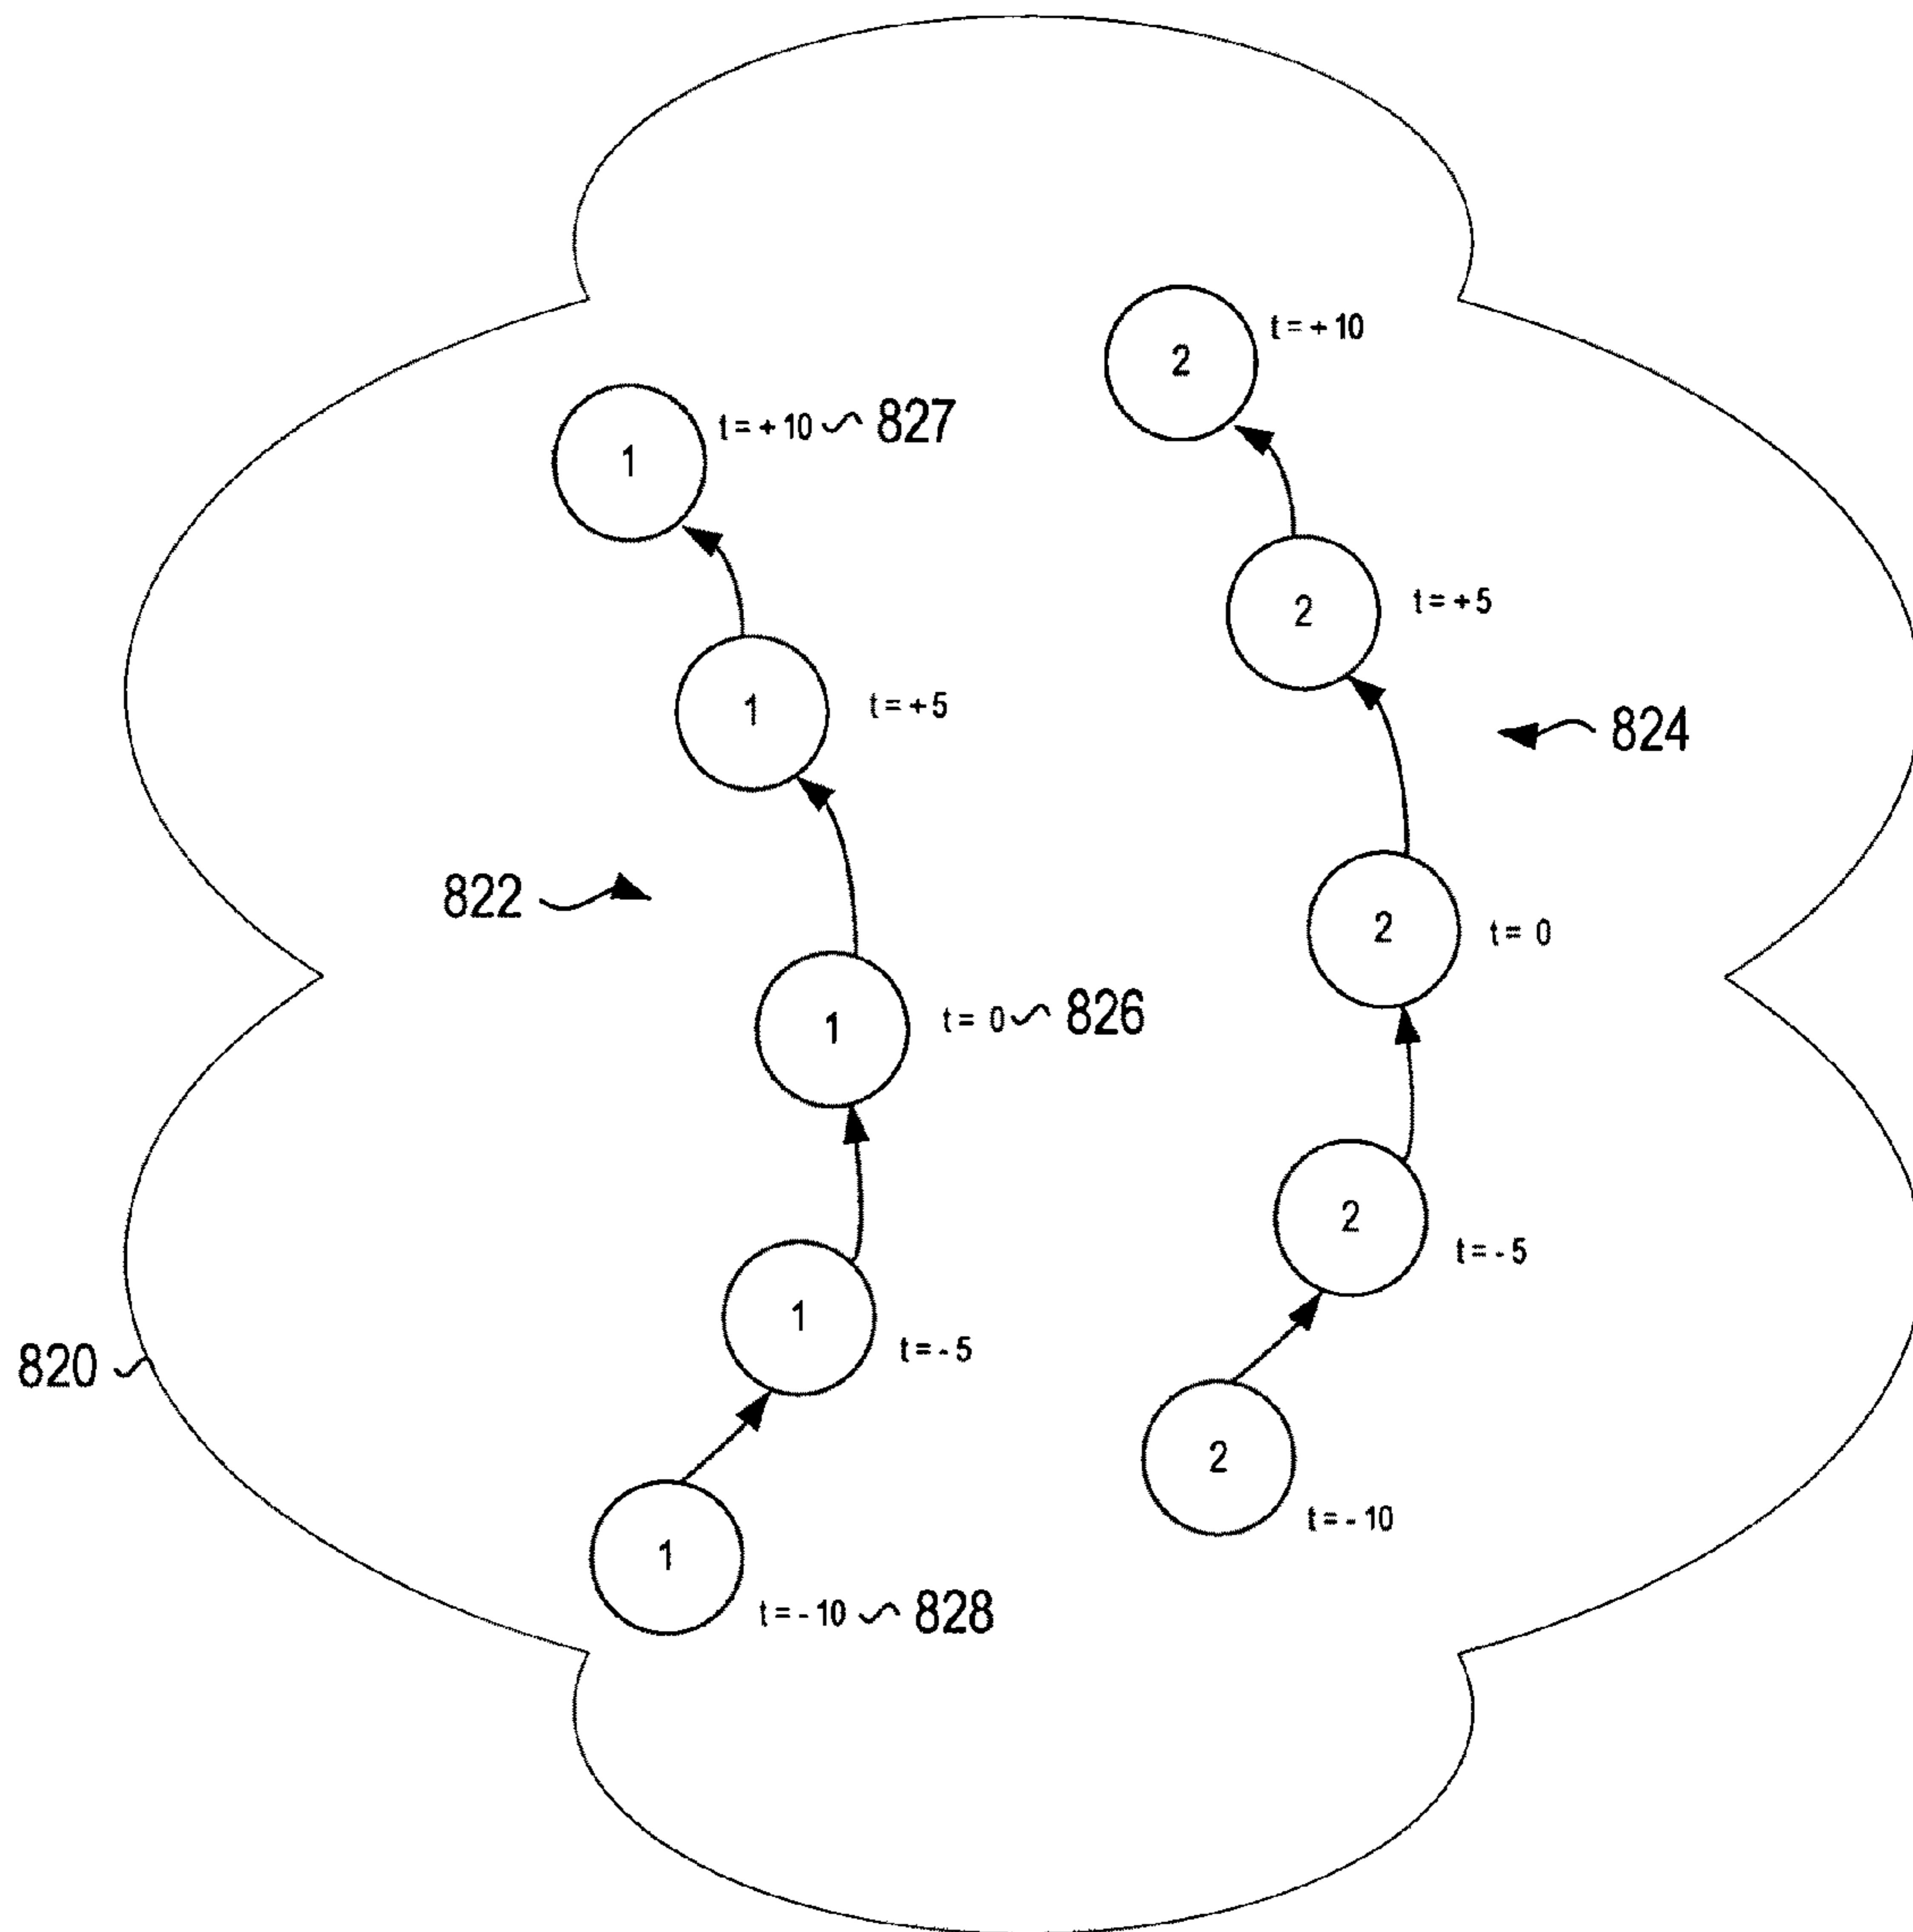 2 t = + 10
1 t = + 10 827
2 t = + 5
1 t = + 5
824
822
2 t = 0
1 t = 0 826
2 t = - 5
1 t = - 5
820
2 t = - 10
1 t = - 10 828